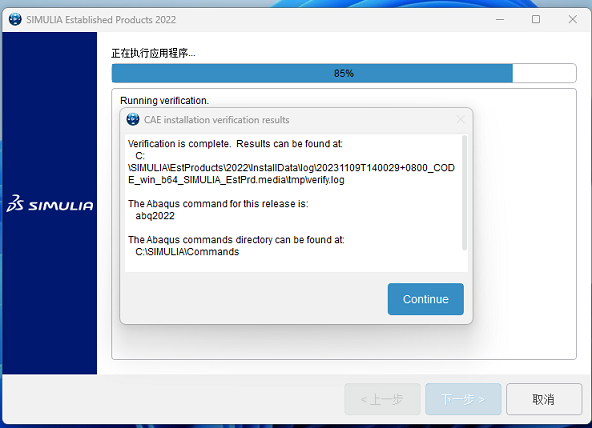 SIMULIA Established Products 2022
正在执行应用程序...
85%
Running verification.
CAE installation verification results
Verification is complete. Results can be found at:
C:
\SIMULIA\EstProducts\2022\InstallData\log\20231109T140029+0800_COD
E_win_b64_SIMULIA_EstPrd.media\tmp\verify.log
The Abaqus command for this release is:
abq2022
The Abaqus commands directory can be found at:
C:\SIMULIA\Commands
Continue
SIMULIA
< 上一步
下一步 >
取消